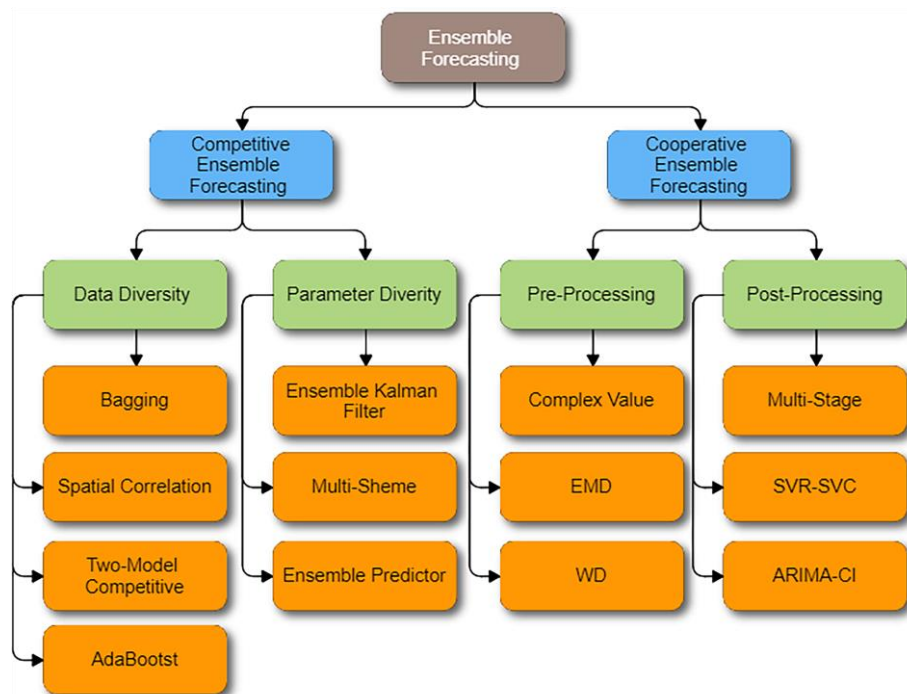 Ensemble
Forecasting
Competitive
Ensemble
Forecasting
Cooperative
Ensemble
Forecasting
Data Diversity
Parameter Diverity
Pre-Processing
Post-Processing
Bagging
Ensemble Kalman
Filter
Complex Value
Multi-Stage
Spatial Correlation
Multi-Sheme
EMD
SVR-SVC
Two-Model
Competitive
Ensemble Predictor
WD
ARIMA-CI
AdaBootst